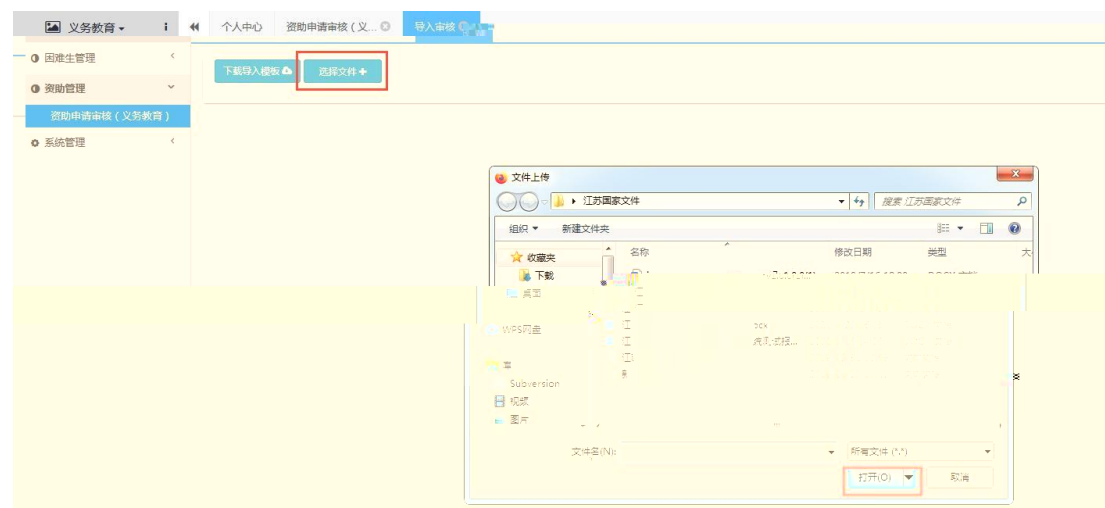 义务教育
个人中心
资助申请审核（义...
导入审核
困难生管理
资助管理
资助申请审核（义务教育）
系统管理
下载导入模板
选择文件
文件上传
江苏国家文件
搜索 江苏国家文件
组织
新建文件夹
收藏夹
下载
桌面
WPS网盘
库
Subversion
视频
图片
名称
修改日期
类型
大
文件名(N):
所有文件 (*.*)
打开(O)
取消